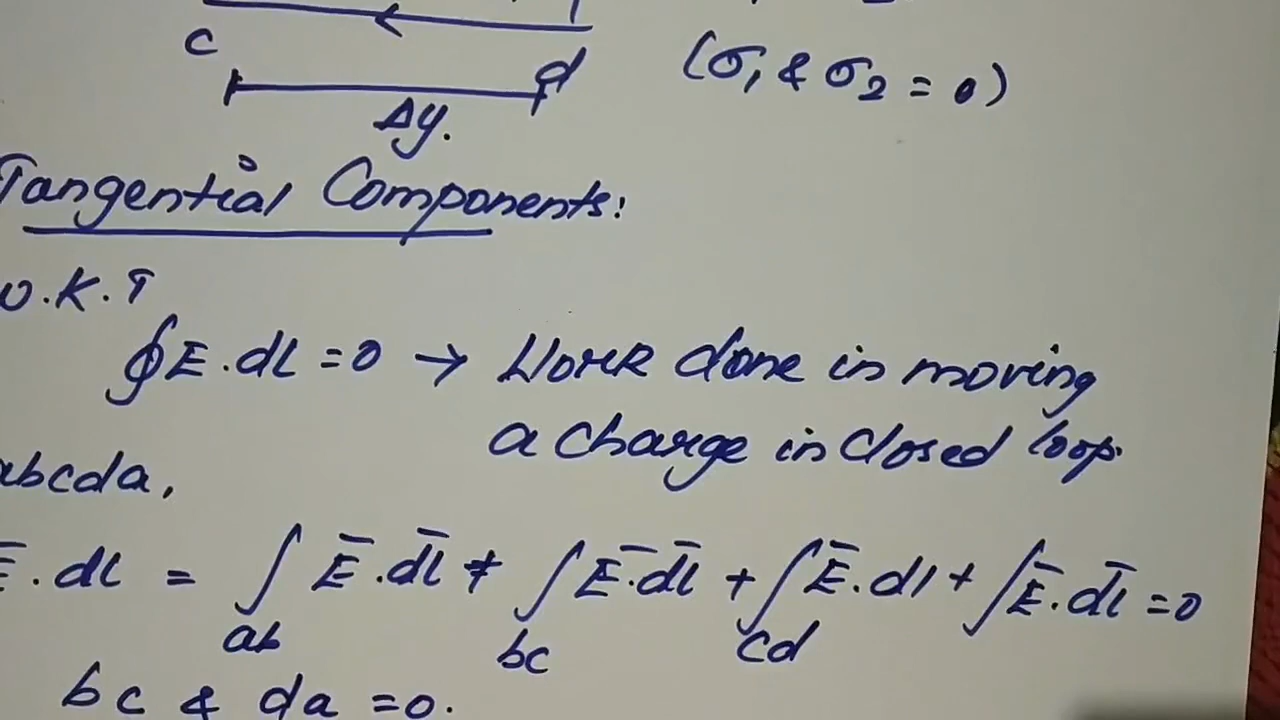 c
d
(σ₁ & σ₂ = 0)
Δy.
Tangential Components:
W.K.T
∮E.dl = 0 → Work done in moving
a charge in closed loop.
abcda,
E̅.dl = ∫ab E̅.dl̅ + ∫bc E̅.dl̅ + ∫cd E̅.dl + ∫E̅.dl̅ = 0
bc & da = 0.